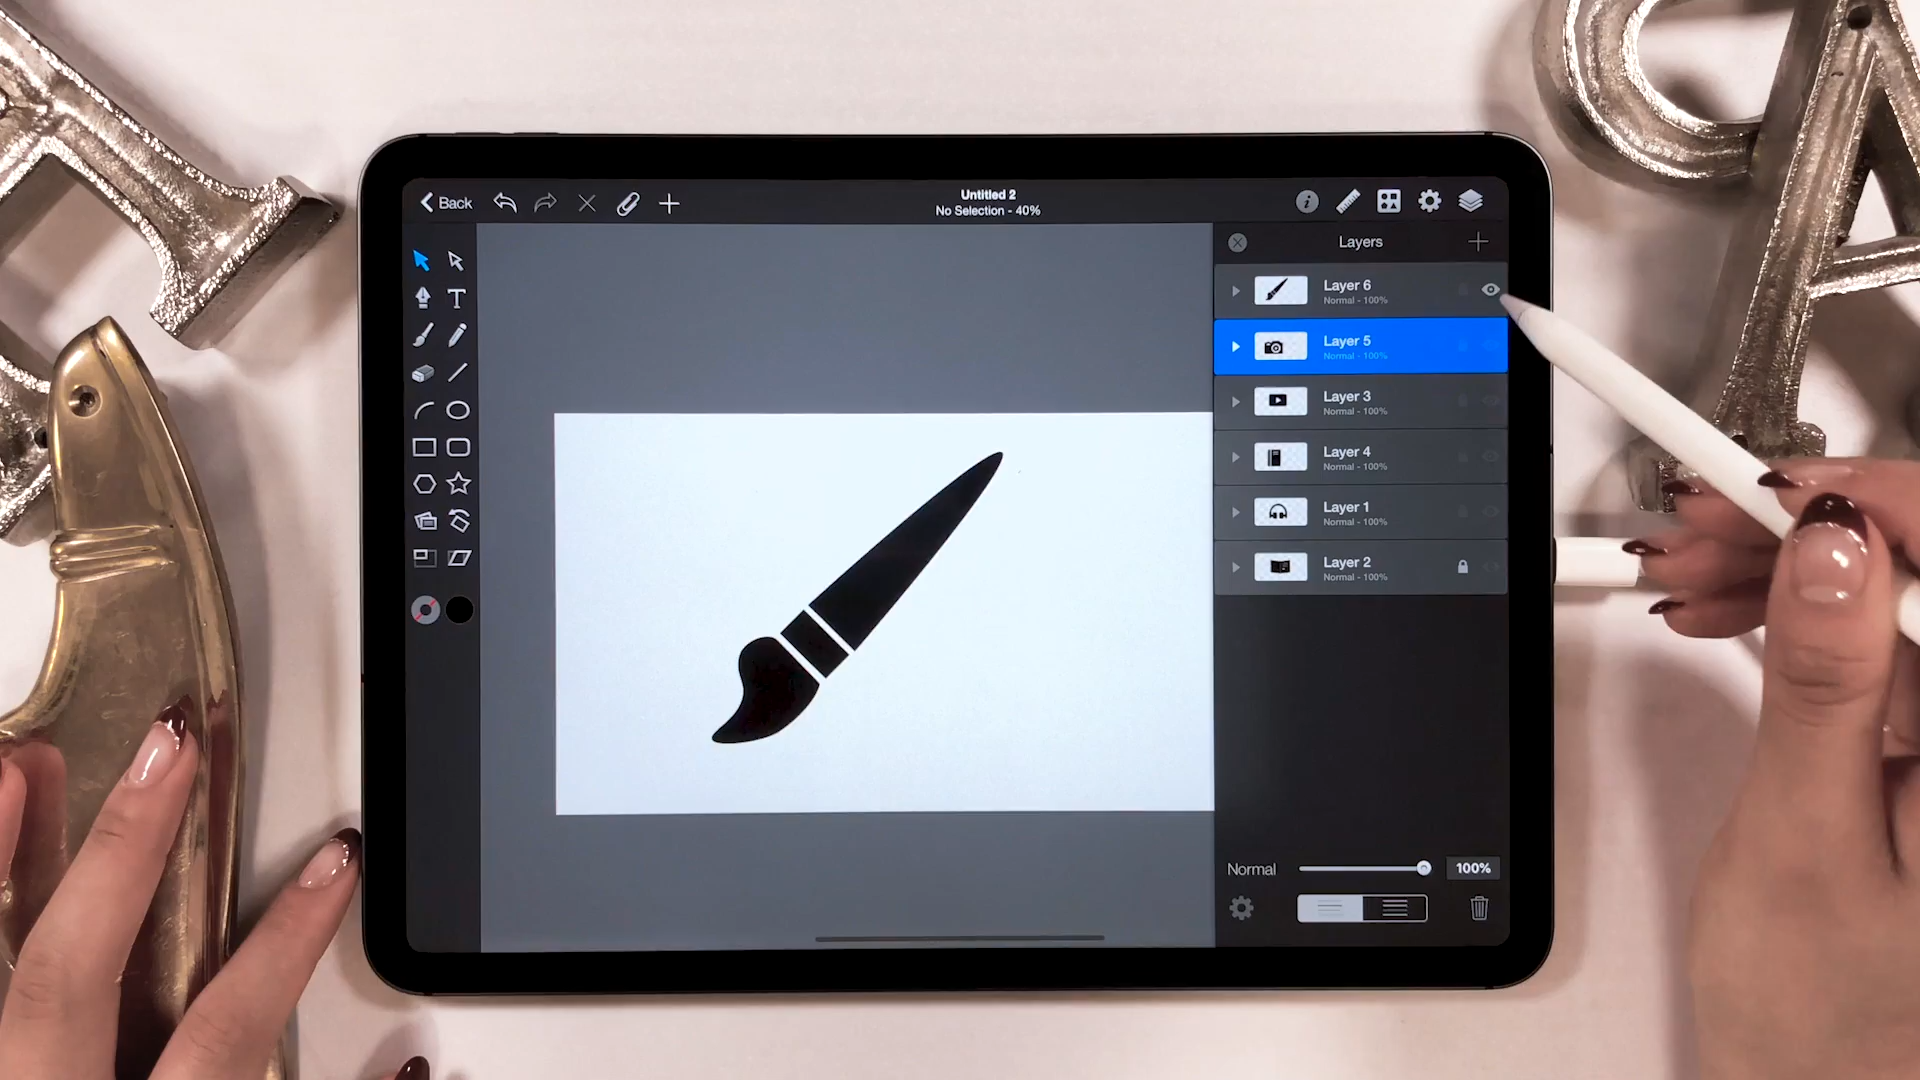 Back
Untitled 2
No Selection - 40%
T
Layers
Layer 6
Normal - 100%
Layer 5
Normal - 100%
Layer 3
Normal - 100%
Layer 4
Normal - 100%
Layer 1
Normal - 100%
Layer 2
Normal - 100%
Normal
100%